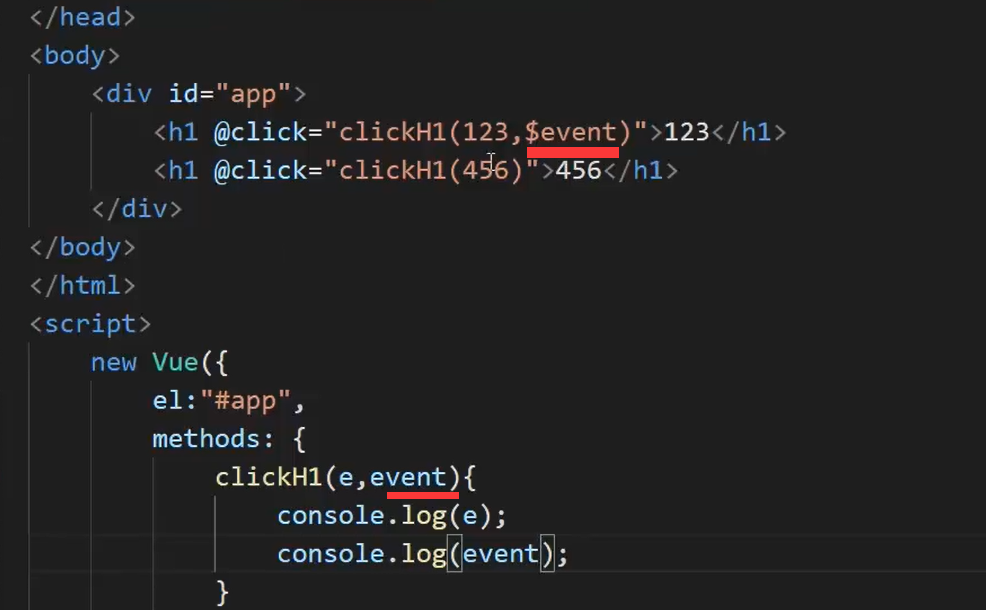 </head>
<body>
<div id="app">
<h1 @click="clickH1(123,$event)">123</h1>
<h1 @click="clickH1(456)">456</h1>
</div>
</body>
</html>
<script>
new Vue({
el:"#app",
methods: {
clickH1(e,event){
console.log(e);
console.log(event);
}